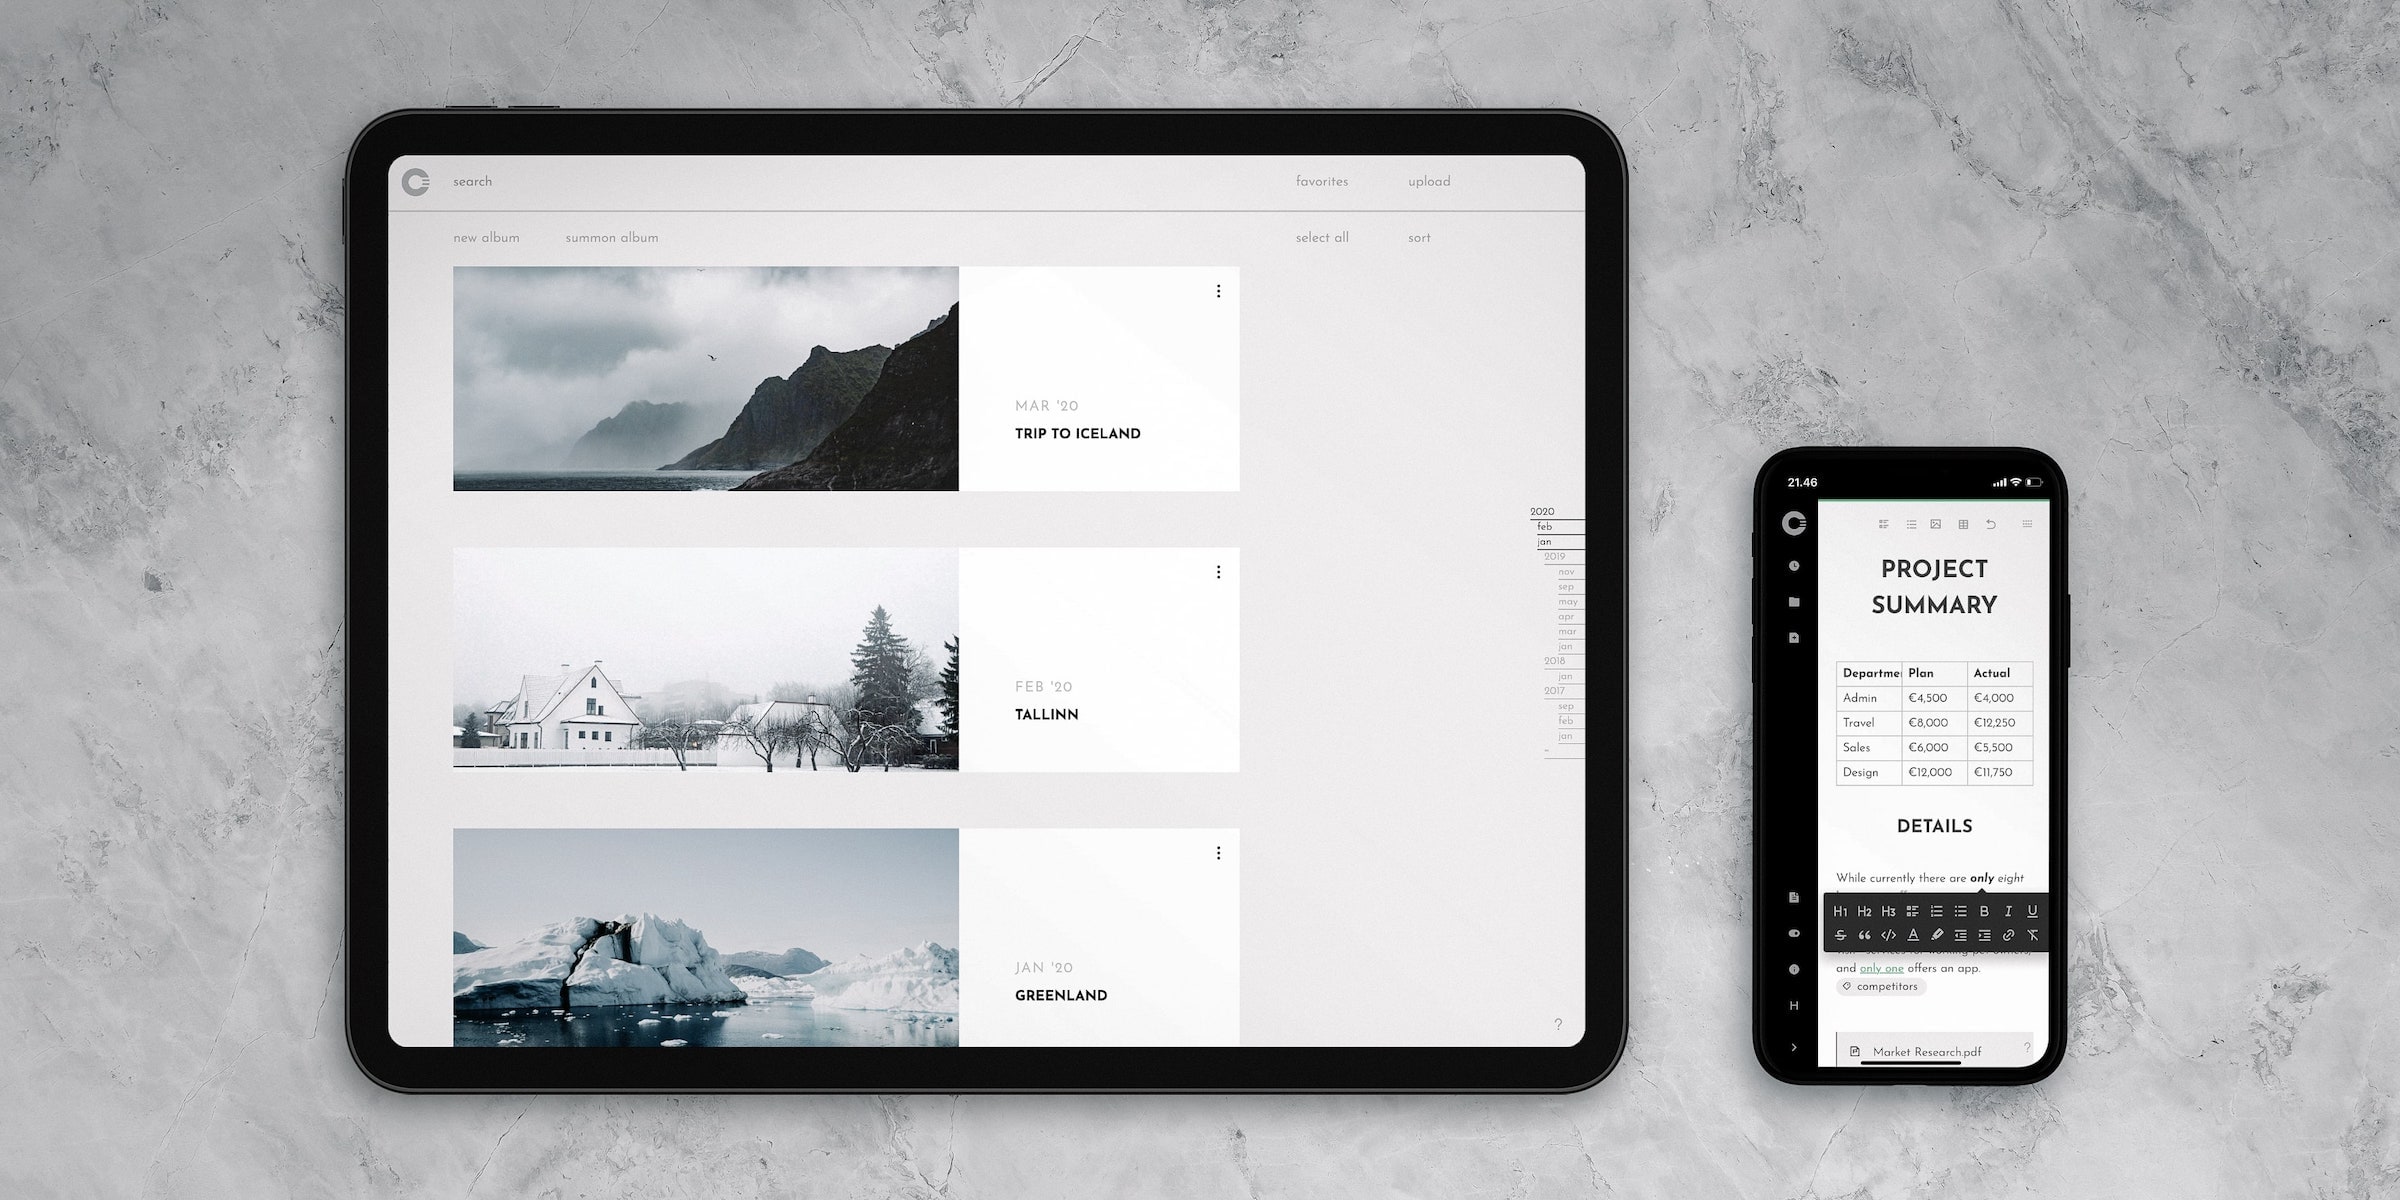 search
favorites
upload
new album
summon album
select all
sort
MAR '20
TRIP TO ICELAND
FEB '20
TALLINN
JAN '20
GREENLAND
2020
feb
jan
2019
nov
sep
may
apr
mar
jan
2018
jan
2017
sep
feb
jan
?
21.46
PROJECT
SUMMARY
Departme Plan Actual
Admin €4,500 €4,000
Travel €8,000 €12,250
Sales €6,000 €5,500
Design €12,000 €11,750
DETAILS
While currently there are only eight
H1 H2 H3 B I U
S </> A
and only one offers an app.
competitors
H
Market Research.pdf
?